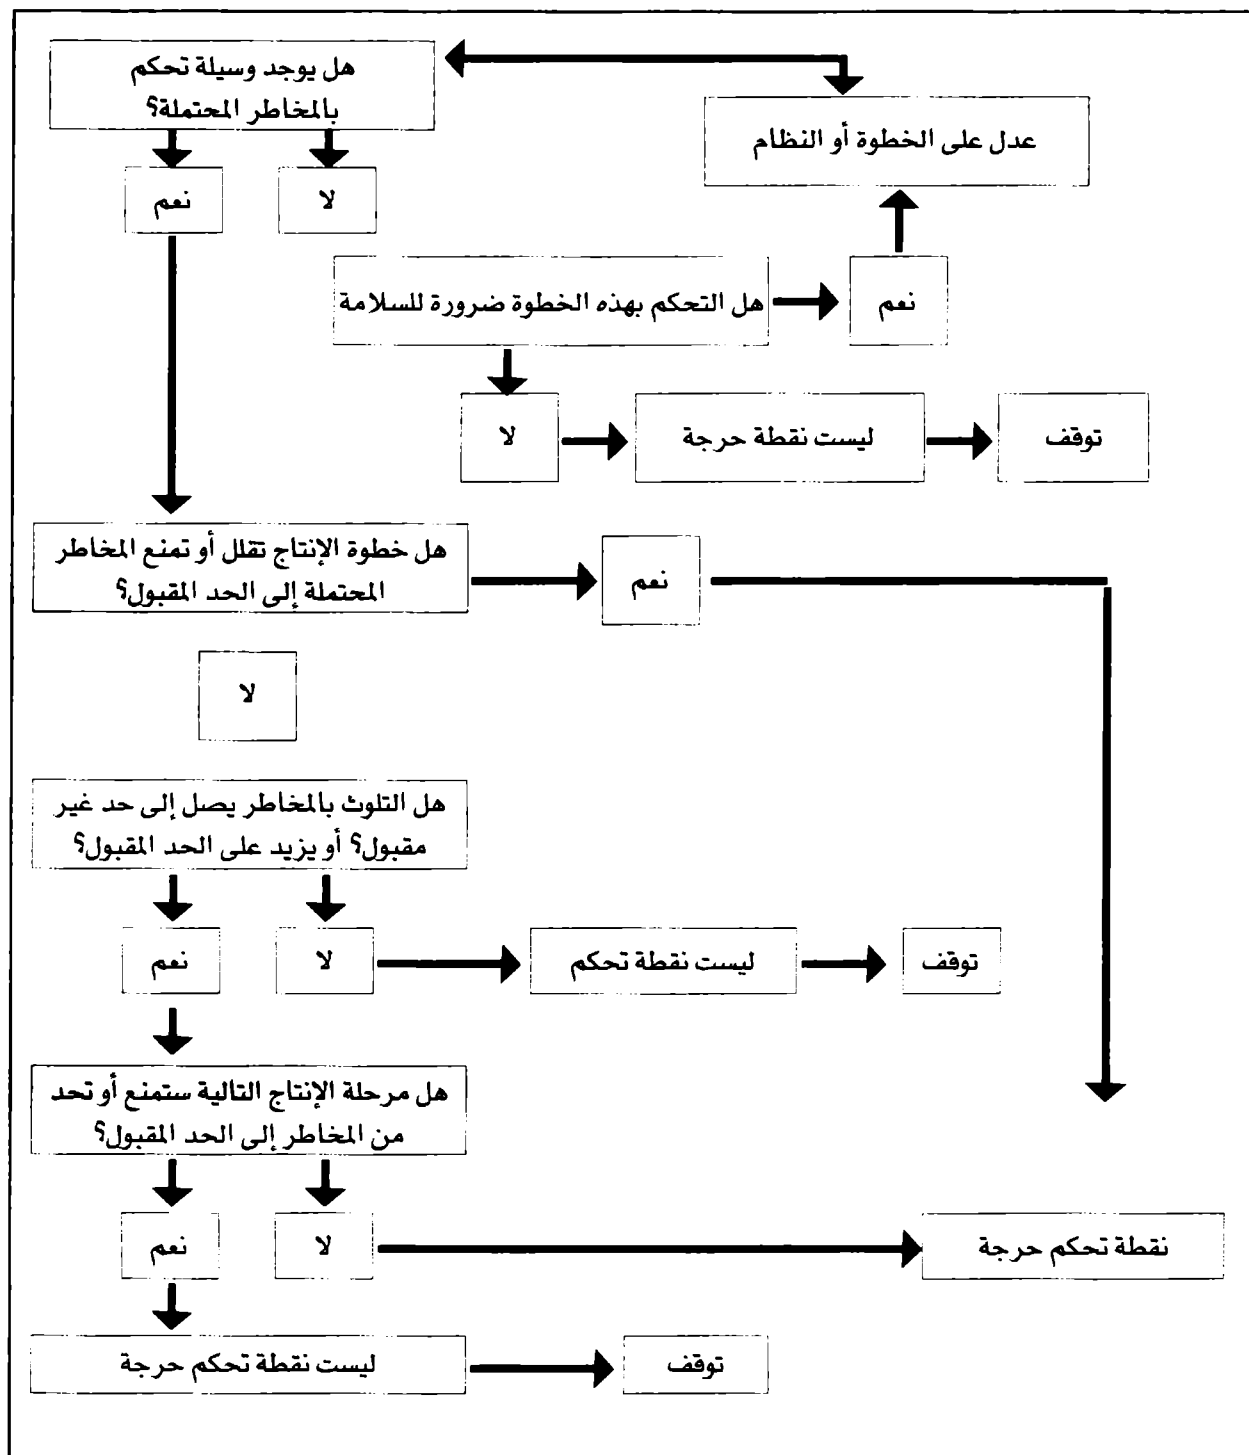 هل يوجد وسيلة تحكم
بالمخاطر المحتملة؟
عدل على الخطوة أو النظام
نعم
لا
هل التحكم بهذه الخطوة ضرورة للسلامة
نعم
لا
ليست نقطة حرجة
توقف
هل خطوة الإنتاج تقلل أو تمنع المخاطر
المحتملة إلى الحد المقبول؟
نعم
لا
هل التلوث بالمخاطر يصل إلى حد غير
مقبول؟ أو يزيد على الحد المقبول؟
نعم
لا
ليست نقطة تحكم
توقف
هل مرحلة الإنتاج التالية ستمنع أو تحد
من المخاطر إلى الحد المقبول؟
نعم
لا
نقطة تحكم حرجة
ليست نقطة تحكم حرجة
توقف